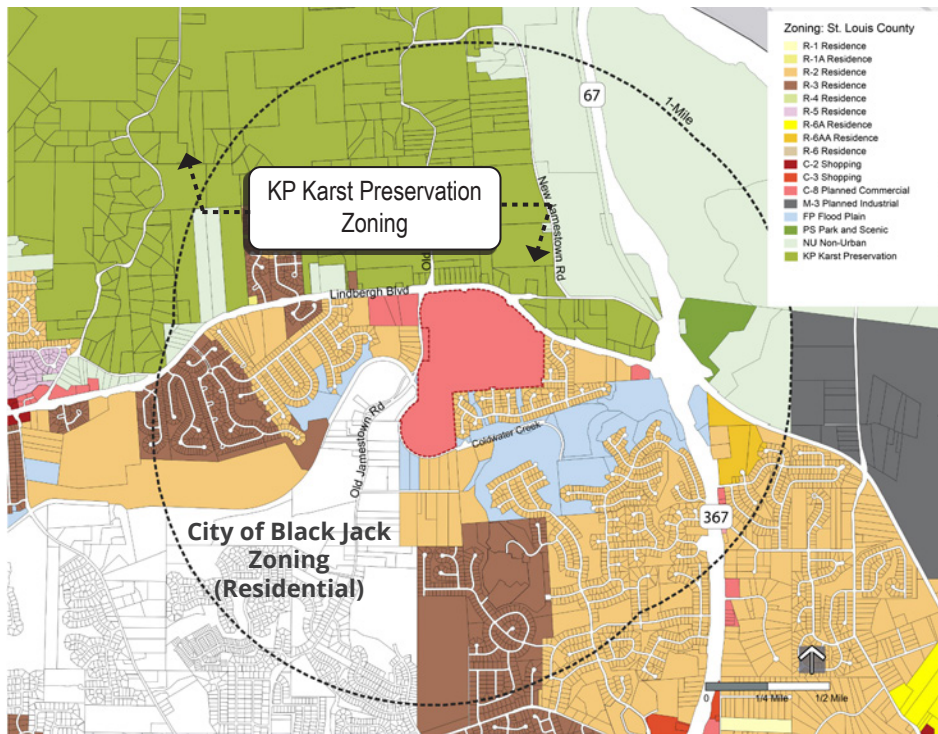 Zoning: St. Louis County
R-1 Residence
R-1A Residence
R-2 Residence
R-3 Residence
R-4 Residence
R-5 Residence
R-6A Residence
R-6AA Residence
R-6 Residence
C-2 Shopping
C-3 Shopping
C-8 Planned Commercial
M-3 Planned Industrial
FP Flood Plain
PS Park and Scenic
NU Non-Urban
KP Karst Preservation
67
1-Mile
KP Karst Preservation
Zoning
New Jamestown Rd
Old
Lindbergh Blvd
Old Jamestown Rd
Coldwater Creek
367
City of Black Jack
Zoning
(Residential)
0 1/4 Mile 1/2 Mile